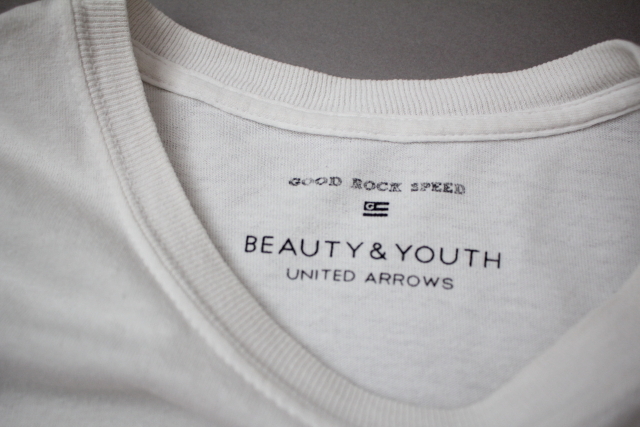 GOOD ROCK SPEED
G
BEAUTY & YOUTH
UNITED ARROWS